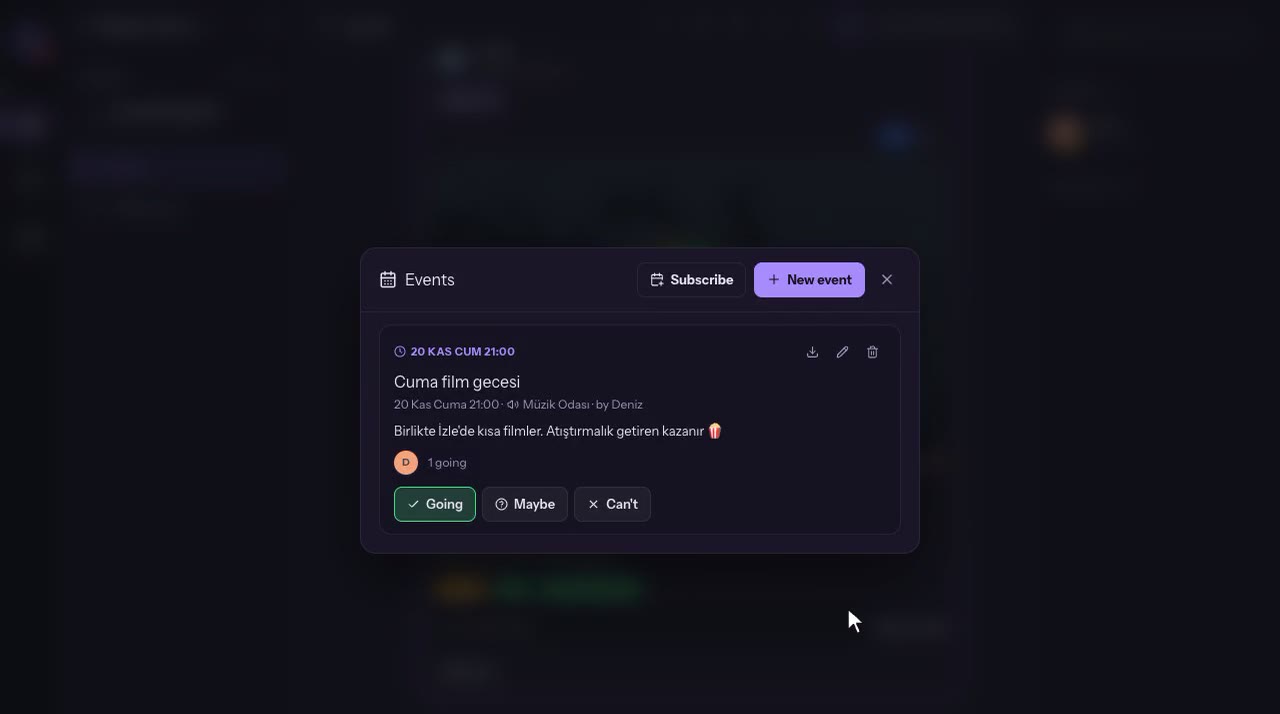 Events
Subscribe
New event
20 KAS CUM 21:00
Cuma film gecesi
20 Kas Cuma 21:00 · Müzik Odası · by Deniz
Birlikte İzle'de kısa filmler. Atıştırmalık getiren kazanır 🍿
D
1 going
Going
Maybe
Can't